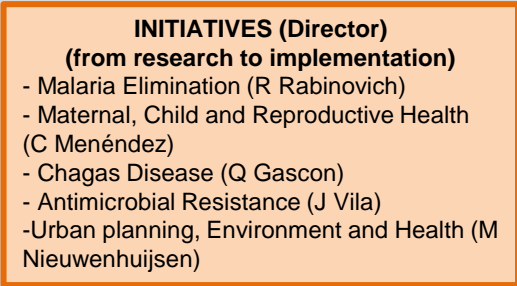 INITIATIVES (Director)
(from research to implementation)
- Malaria Elimination (R Rabinovich)
- Maternal, Child and Reproductive Health
(C Menéndez)
- Chagas Disease (Q Gascon)
- Antimicrobial Resistance (J Vila)
-Urban planning, Environment and Health (M
Nieuwenhuijsen)